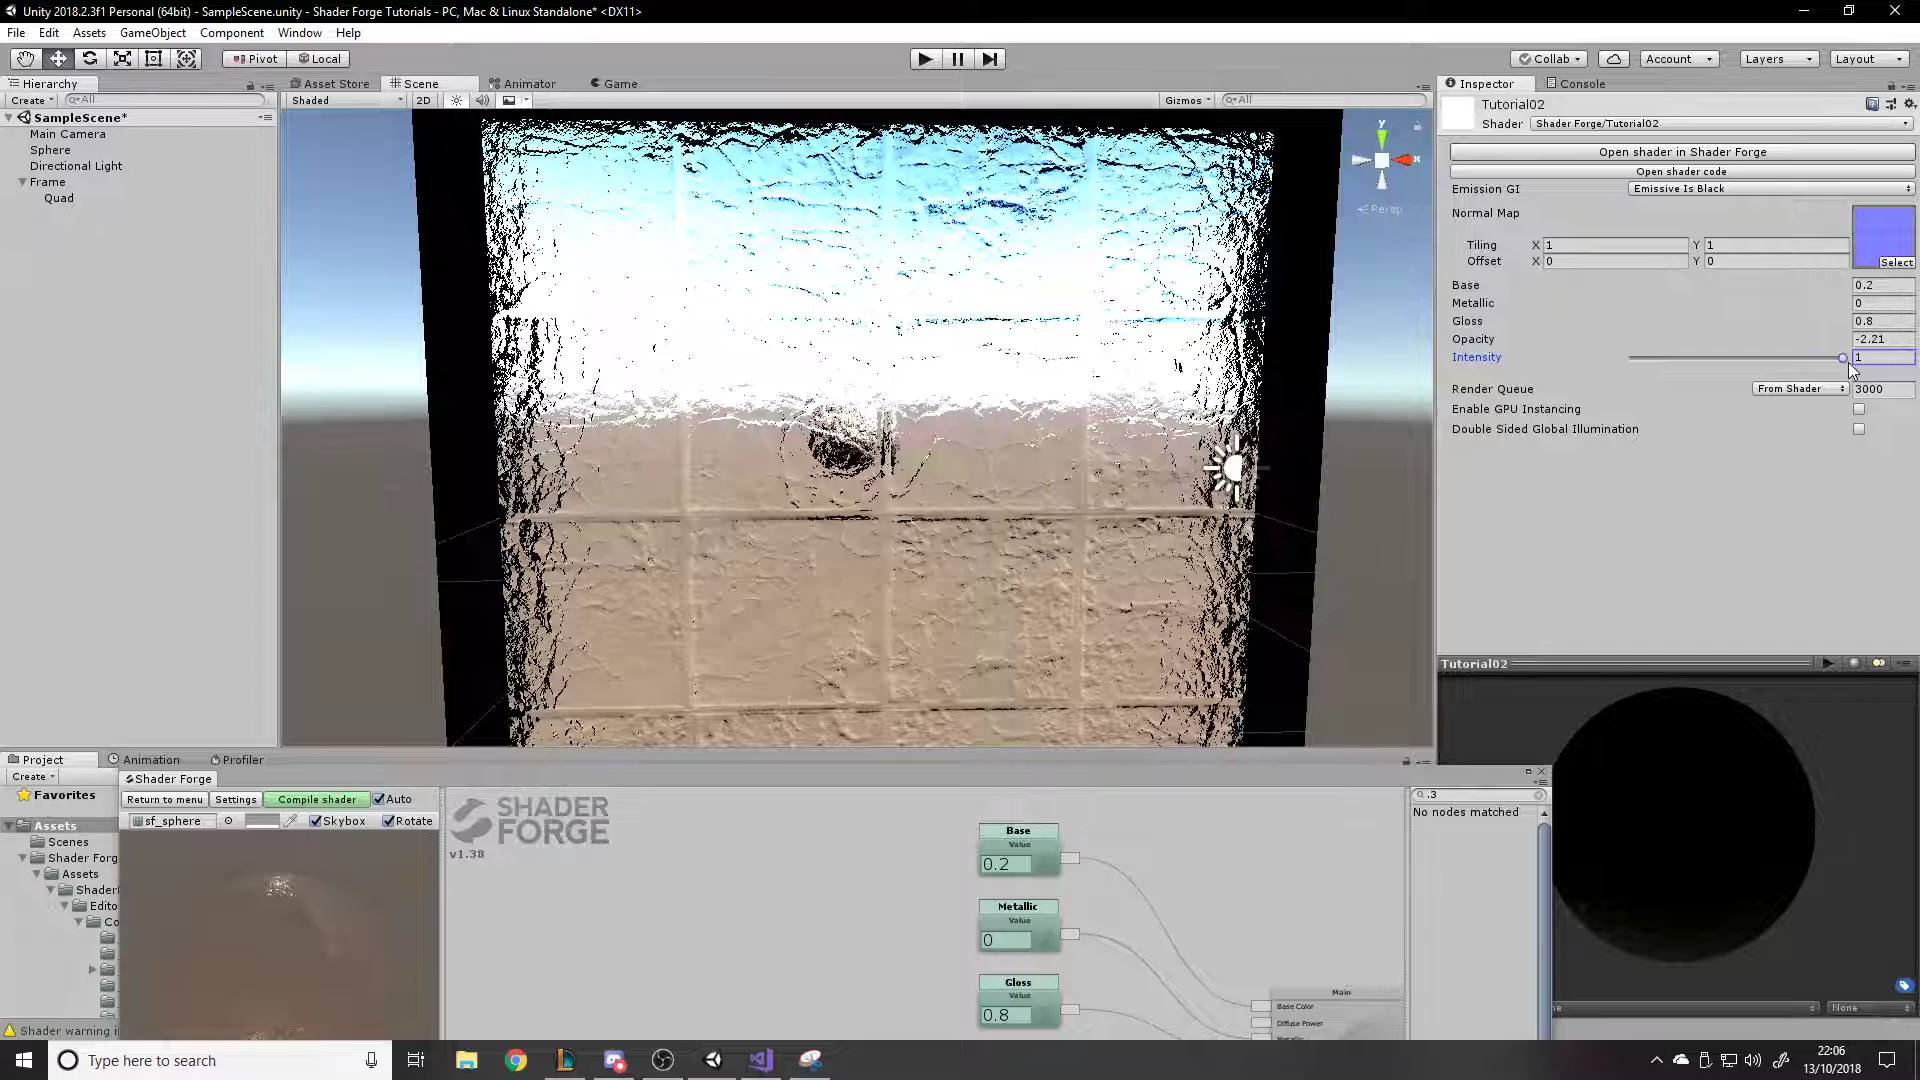 Unity 2018.2.3f1 Personal (64bit) - SampleScene.unity - Shader Forge Tutorials - PC, Mac & Linux Standalone* <DX11>
File Edit Assets GameObject Component Window Help
Pivot Local Collab Account Layers Layout
Hierarchy Asset Store Scene Animator Game Inspector Console
Create All Shaded 2D Gizmos All
SampleScene*
Main Camera
Sphere
Directional Light
Frame
Quad
y
x
Persp
Tutorial02
Shader Shader Forge/Tutorial02
Open shader in Shader Forge
Open shader code
Emission GI Emissive Is Black
Normal Map
Tiling X 1 Y 1
Offset X 0 Y 0
Select
Base 0.2
Metallic 0
Gloss 0.8
Opacity -2.21
Intensity 1
Render Queue From Shader 3000
Enable GPU Instancing
Double Sided Global Illumination
Tutorial02
Project Animation Profiler
Create
Favorites
Assets
Scenes
Shader Forg
Assets
Shader
Edito
Co
Shader warning i
Shader Forge
Return to menu Settings Compile shader Auto
sf_sphere Skybox Rotate
SHADER
FORGE
v1.38
Base
Value
0.2
Metallic
Value
0
Gloss
Value
0.8
Main
Base Color
Diffuse Power
.3
No nodes matched
None
Type here to search
22:06
13/10/2018